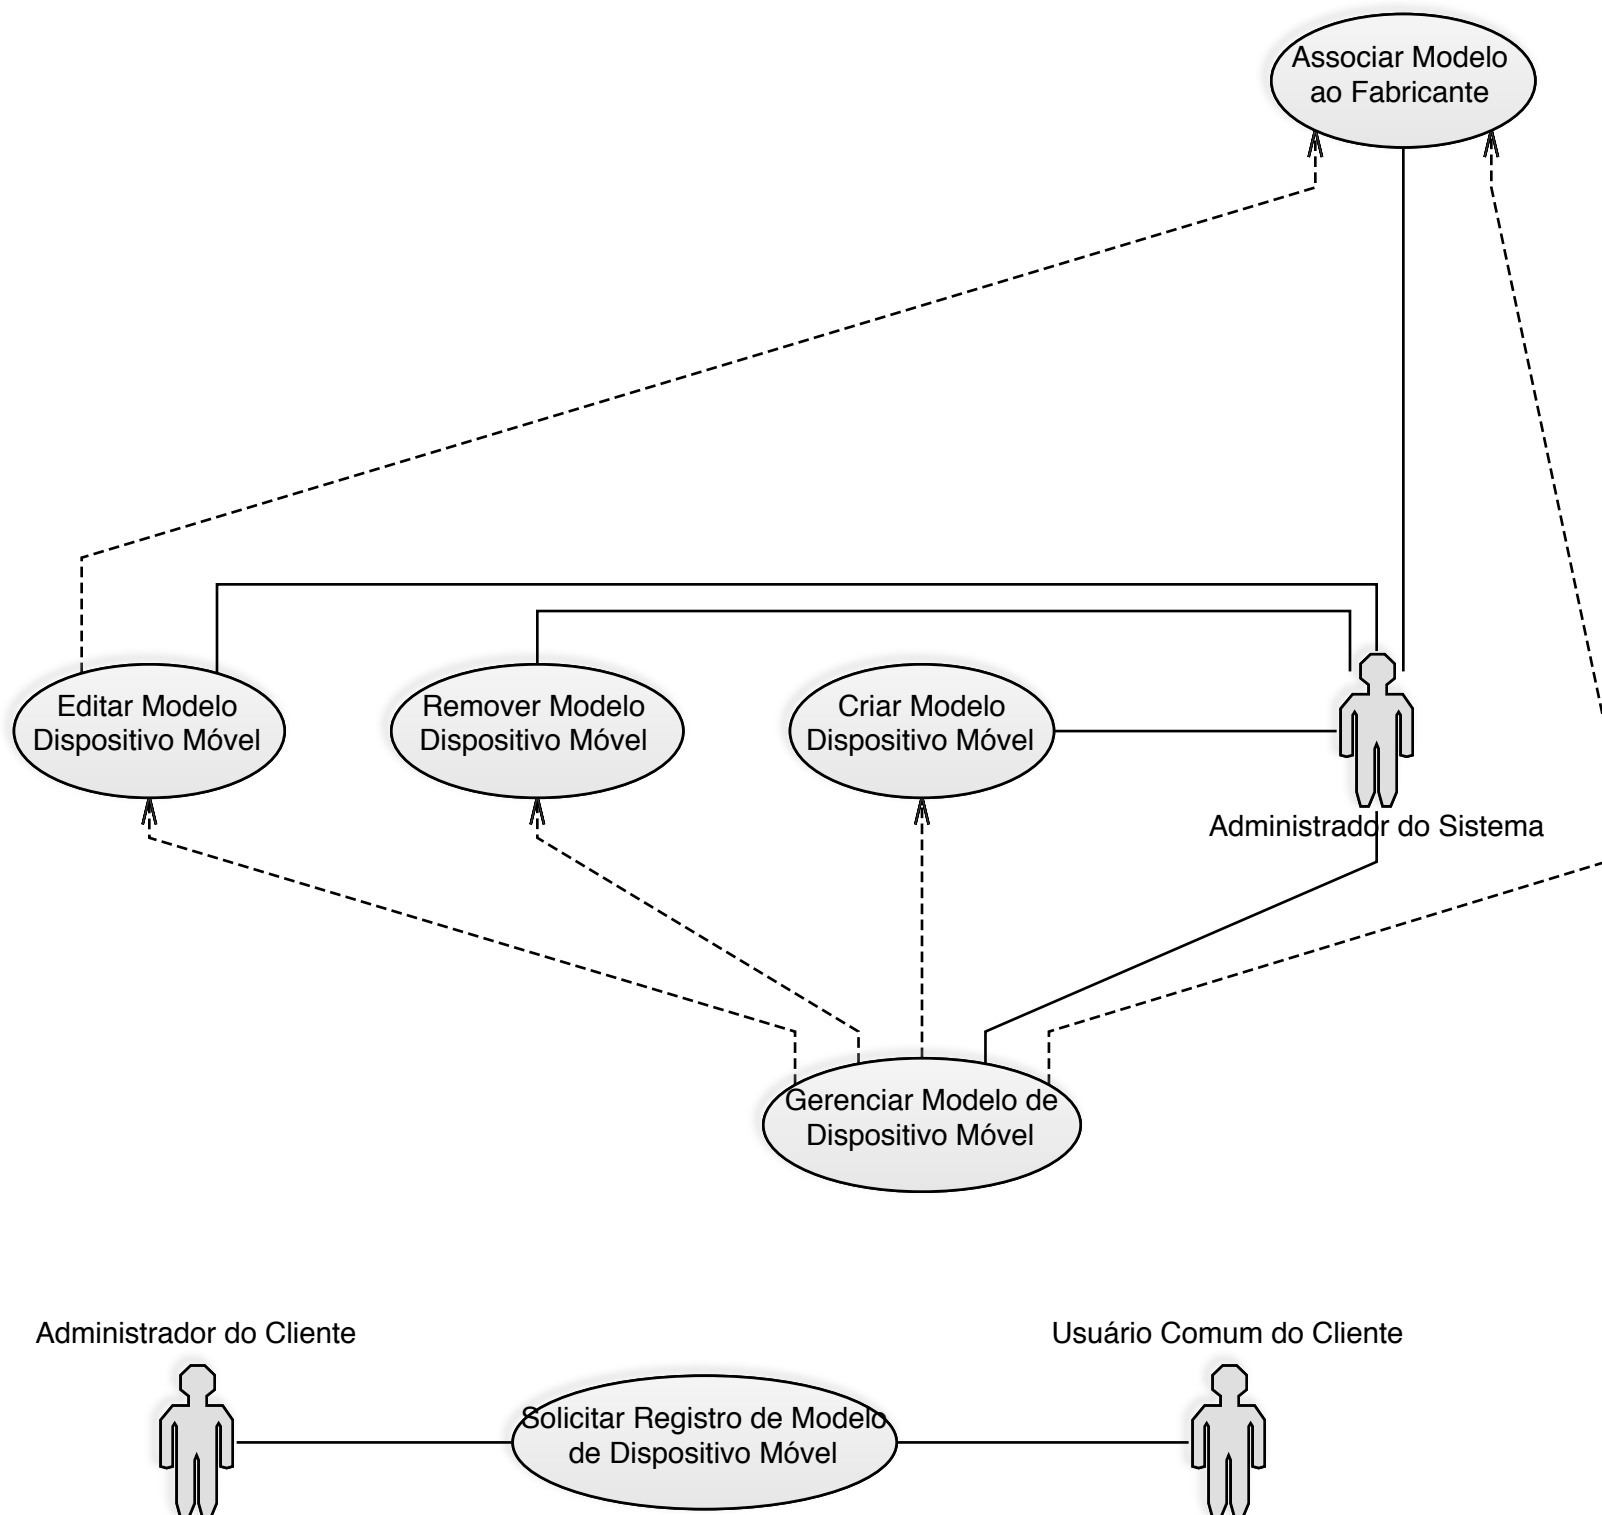 Associar Modelo
ao Fabricante
Editar Modelo
Dispositivo Móvel
Remover Modelo
Dispositivo Móvel
Criar Modelo
Dispositivo Móvel
Administrador do Sistema
Gerenciar Modelo de
Dispositivo Móvel
Administrador do Cliente
Usuário Comum do Cliente
Solicitar Registro de Modelo
de Dispositivo Móvel